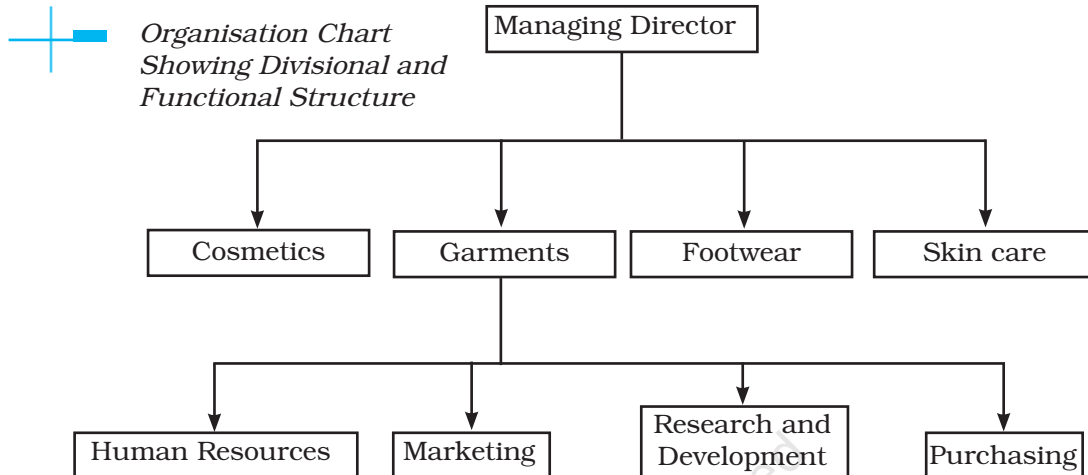 Organisation Chart
Showing Divisional and
Functional Structure
Managing Director
Cosmetics
Garments
Footwear
Skin care
Human Resources
Marketing
Research and
Development
Purchasing